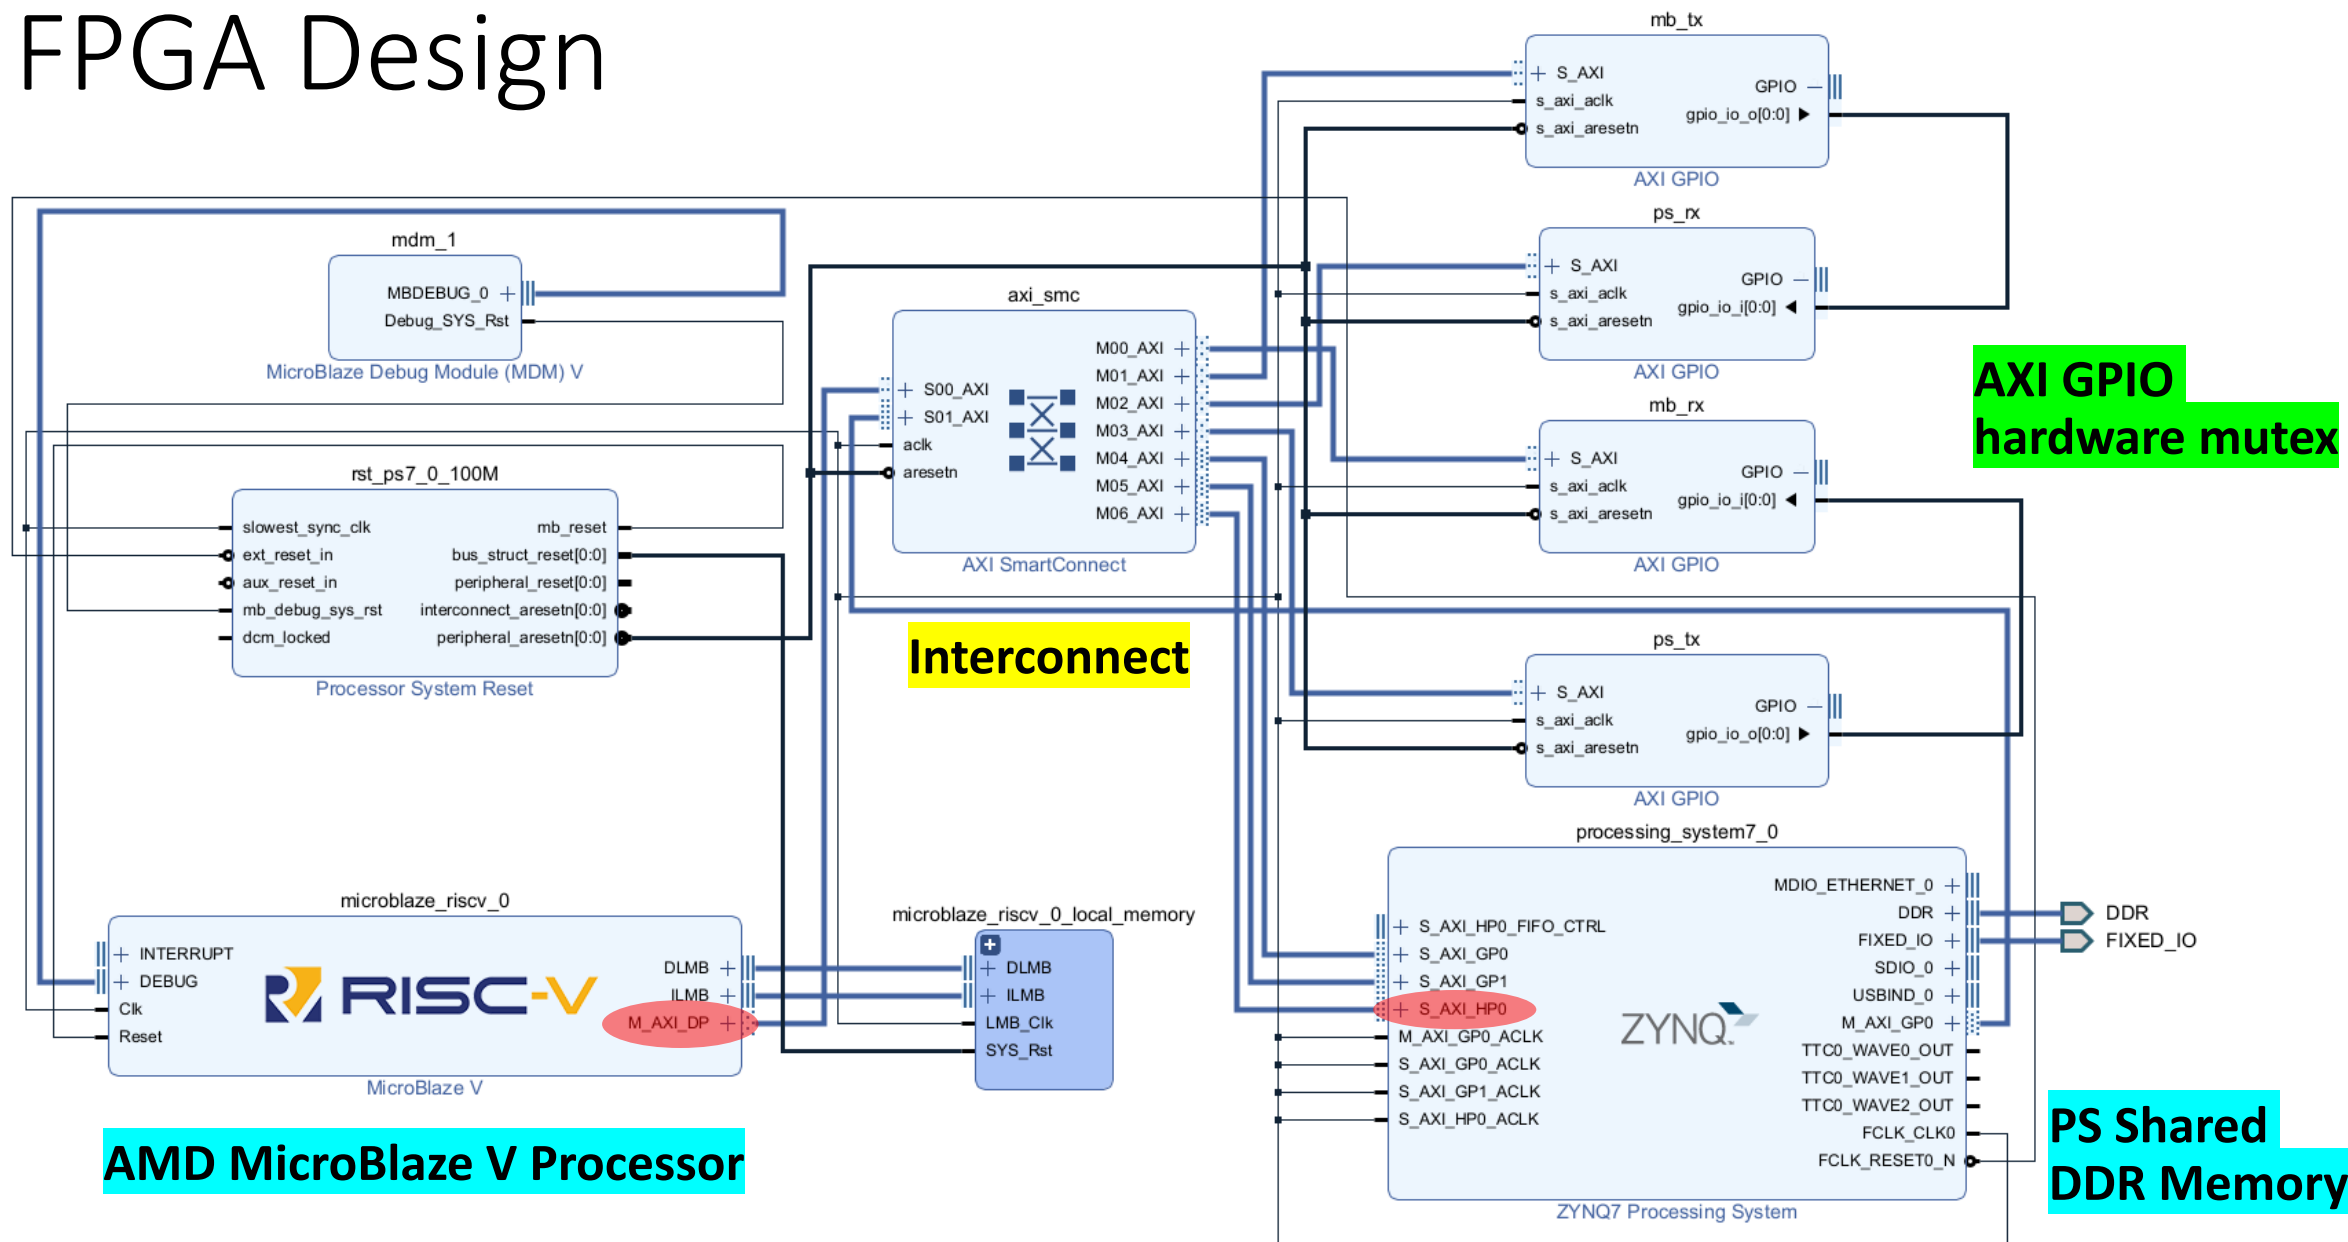 FPGA Design
mb_tx
S_AXI
s_axi_aclk
s_axi_aresetn
GPIO
gpio_io_o[0:0]
AXI GPIO
ps_rx
S_AXI
s_axi_aclk
s_axi_aresetn
GPIO
gpio_io_i[0:0]
AXI GPIO
mdm_1
MBDEBUG_0
Debug_SYS_Rst
MicroBlaze Debug Module (MDM) V
axi_smc
S00_AXI
S01_AXI
aclk
aresetn
M00_AXI
M01_AXI
M02_AXI
M03_AXI
M04_AXI
M05_AXI
M06_AXI
AXI SmartConnect
AXI GPIO
hardware mutex
mb_rx
S_AXI
s_axi_aclk
s_axi_aresetn
GPIO
gpio_io_i[0:0]
AXI GPIO
rst_ps7_0_100M
slowest_sync_clk
ext_reset_in
aux_reset_in
mb_debug_sys_rst
dcm_locked
mb_reset
bus_struct_reset[0:0]
peripheral_reset[0:0]
interconnect_aresetn[0:0]
peripheral_aresetn[0:0]
Processor System Reset
Interconnect
ps_tx
S_AXI
s_axi_aclk
s_axi_aresetn
GPIO
gpio_io_o[0:0]
AXI GPIO
microblaze_riscv_0
INTERRUPT
DEBUG
Clk
Reset
RISC-V
DLMB
ILMB
M_AXI_DP
MicroBlaze V
AMD MicroBlaze V Processor
microblaze_riscv_0_local_memory
DLMB
ILMB
LMB_Clk
SYS_Rst
processing_system7_0
S_AXI_HP0_FIFO_CTRL
S_AXI_GP0
S_AXI_GP1
S_AXI_HP0
M_AXI_GP0_ACLK
S_AXI_GP0_ACLK
S_AXI_GP1_ACLK
S_AXI_HP0_ACLK
ZYNQ
MDIO_ETHERNET_0
DDR
FIXED_IO
SDIO_0
USBIND_0
M_AXI_GP0
TTC0_WAVE0_OUT
TTC0_WAVE1_OUT
TTC0_WAVE2_OUT
FCLK_CLK0
FCLK_RESET0_N
ZYNQ7 Processing System
DDR
FIXED_IO
PS Shared
DDR Memory